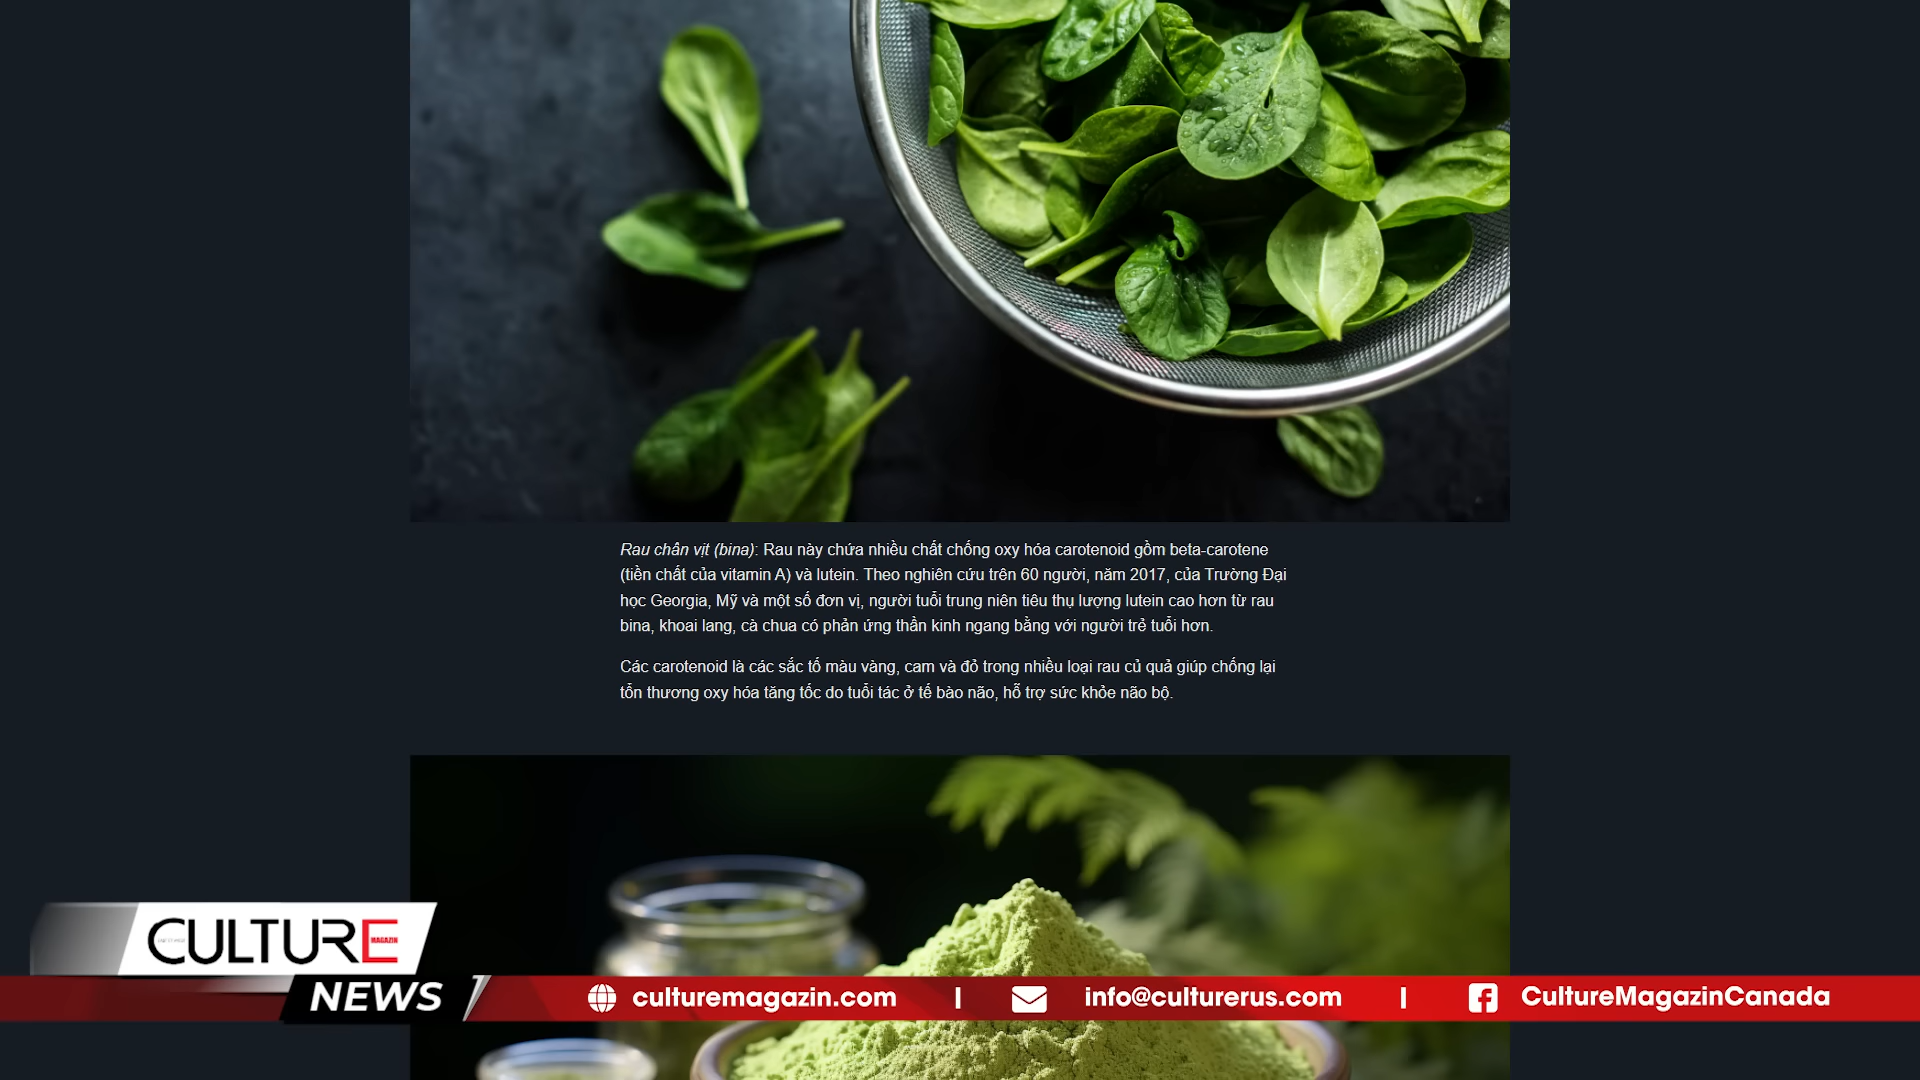 Rau chân vịt (bina): Rau này chứa nhiều chất chống oxy hóa carotenoid gồm beta-carotene
(tiền chất của vitamin A) và lutein. Theo nghiên cứu trên 60 người, năm 2017, của Trường Đại
học Georgia, Mỹ và một số đơn vị, người tuổi trung niên tiêu thụ lượng lutein cao hơn từ rau
bina, khoai lang, cà chua có phản ứng thần kinh ngang bằng với người trẻ tuổi hơn.
Các carotenoid là các sắc tố màu vàng, cam và đỏ trong nhiều loại rau củ quả giúp chống lại
tổn thương oxy hóa tăng tốc do tuổi tác ở tế bào não, hỗ trợ sức khỏe não bộ.
CULTURE MAGAZIN
NEWS
culturemagazin.com | info@culturerus.com | CultureMagazinCanada